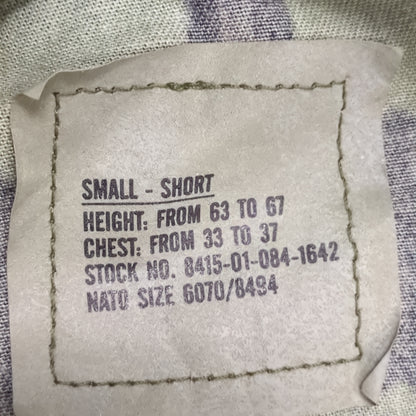 SMALL - SHORT
HEIGHT: FROM 63 TO 67
CHEST: FROM 33 TO 37
STOCK NO. 8415-01-084-1642
NATO SIZE 6070/8494